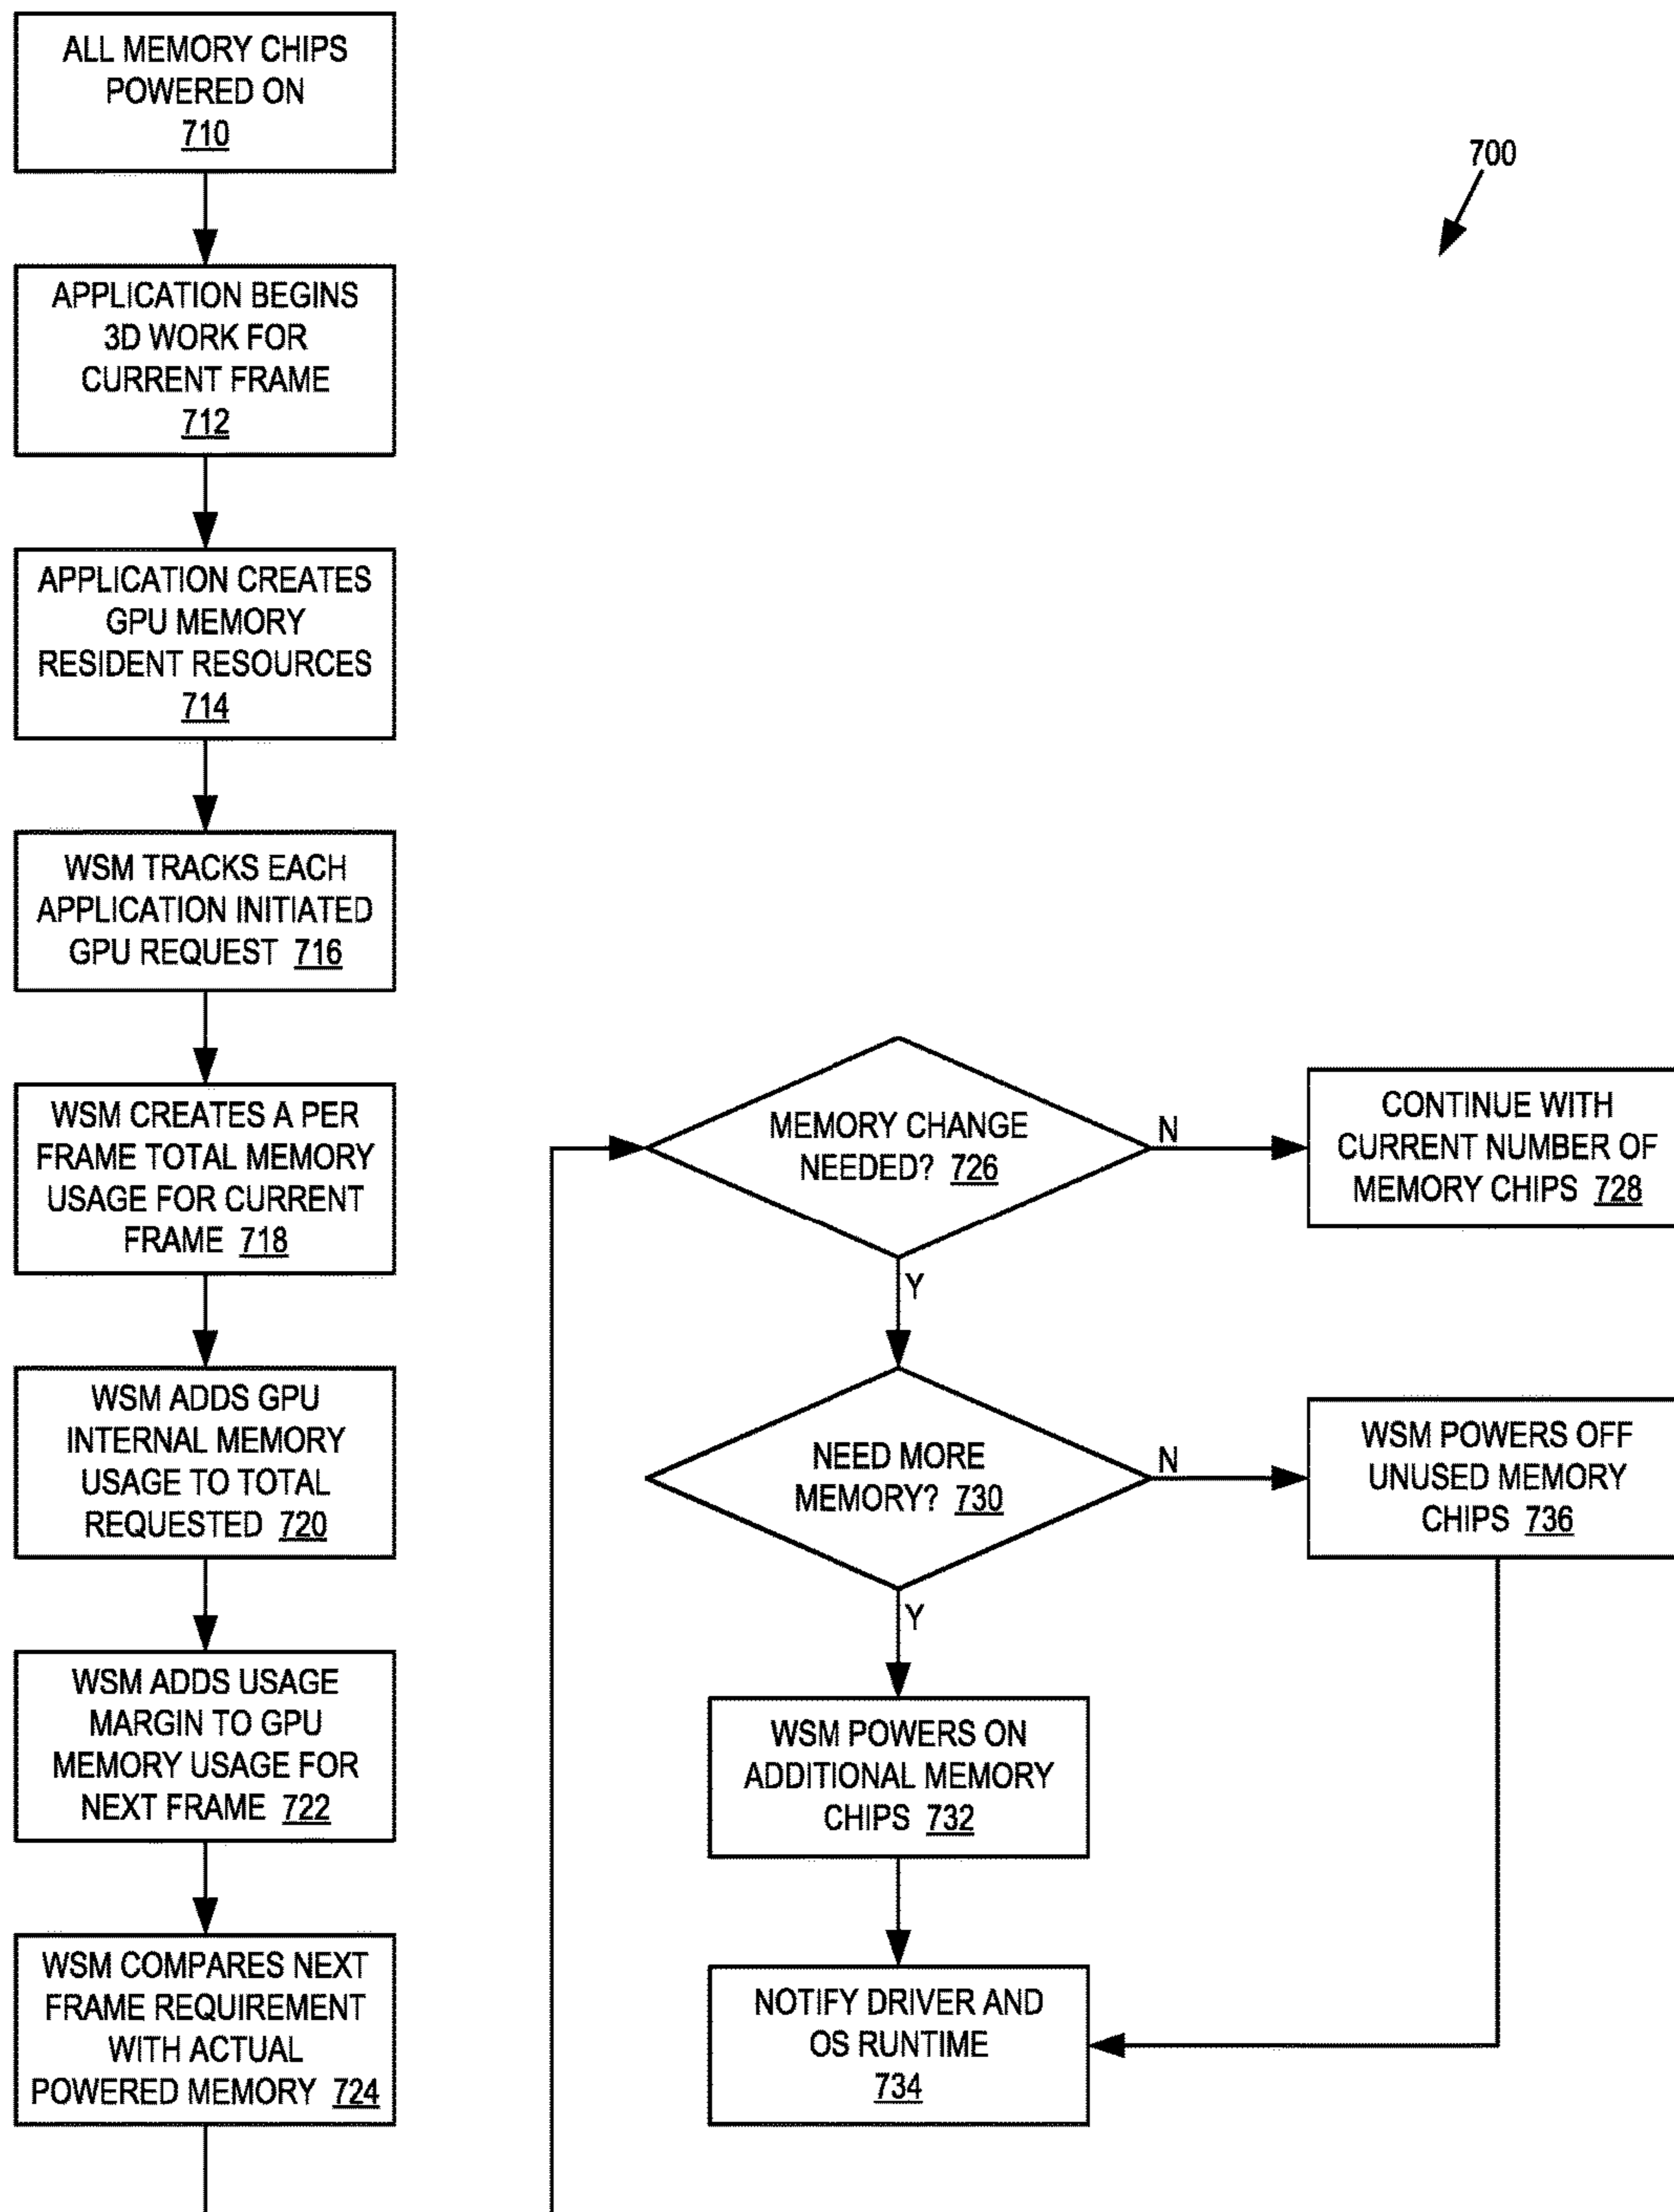 ALL MEMORY CHIPS
POWERED ON
710
700
APPLICATION BEGINS
3D WORK FOR
CURRENT FRAME
712
APPLICATION CREATES
GPU MEMORY
RESIDENT RESOURCES
714
WSM TRACKS EACH
APPLICATION INITIATED
GPU REQUEST 716
WSM CREATES A PER
FRAME TOTAL MEMORY
USAGE FOR CURRENT
FRAME 718
WSM ADDS GPU
INTERNAL MEMORY
USAGE TO TOTAL
REQUESTED 720
WSM ADDS USAGE
MARGIN TO GPU
MEMORY USAGE FOR
NEXT FRAME 722
WSM COMPARES NEXT
FRAME REQUIREMENT
WITH ACTUAL
POWERED MEMORY 724
MEMORY CHANGE
NEEDED? 726
N
CONTINUE WITH
CURRENT NUMBER OF
MEMORY CHIPS 728
Y
NEED MORE
MEMORY? 730
N
WSM POWERS OFF
UNUSED MEMORY
CHIPS 736
Y
WSM POWERS ON
ADDITIONAL MEMORY
CHIPS 732
NOTIFY DRIVER AND
OS RUNTIME
734